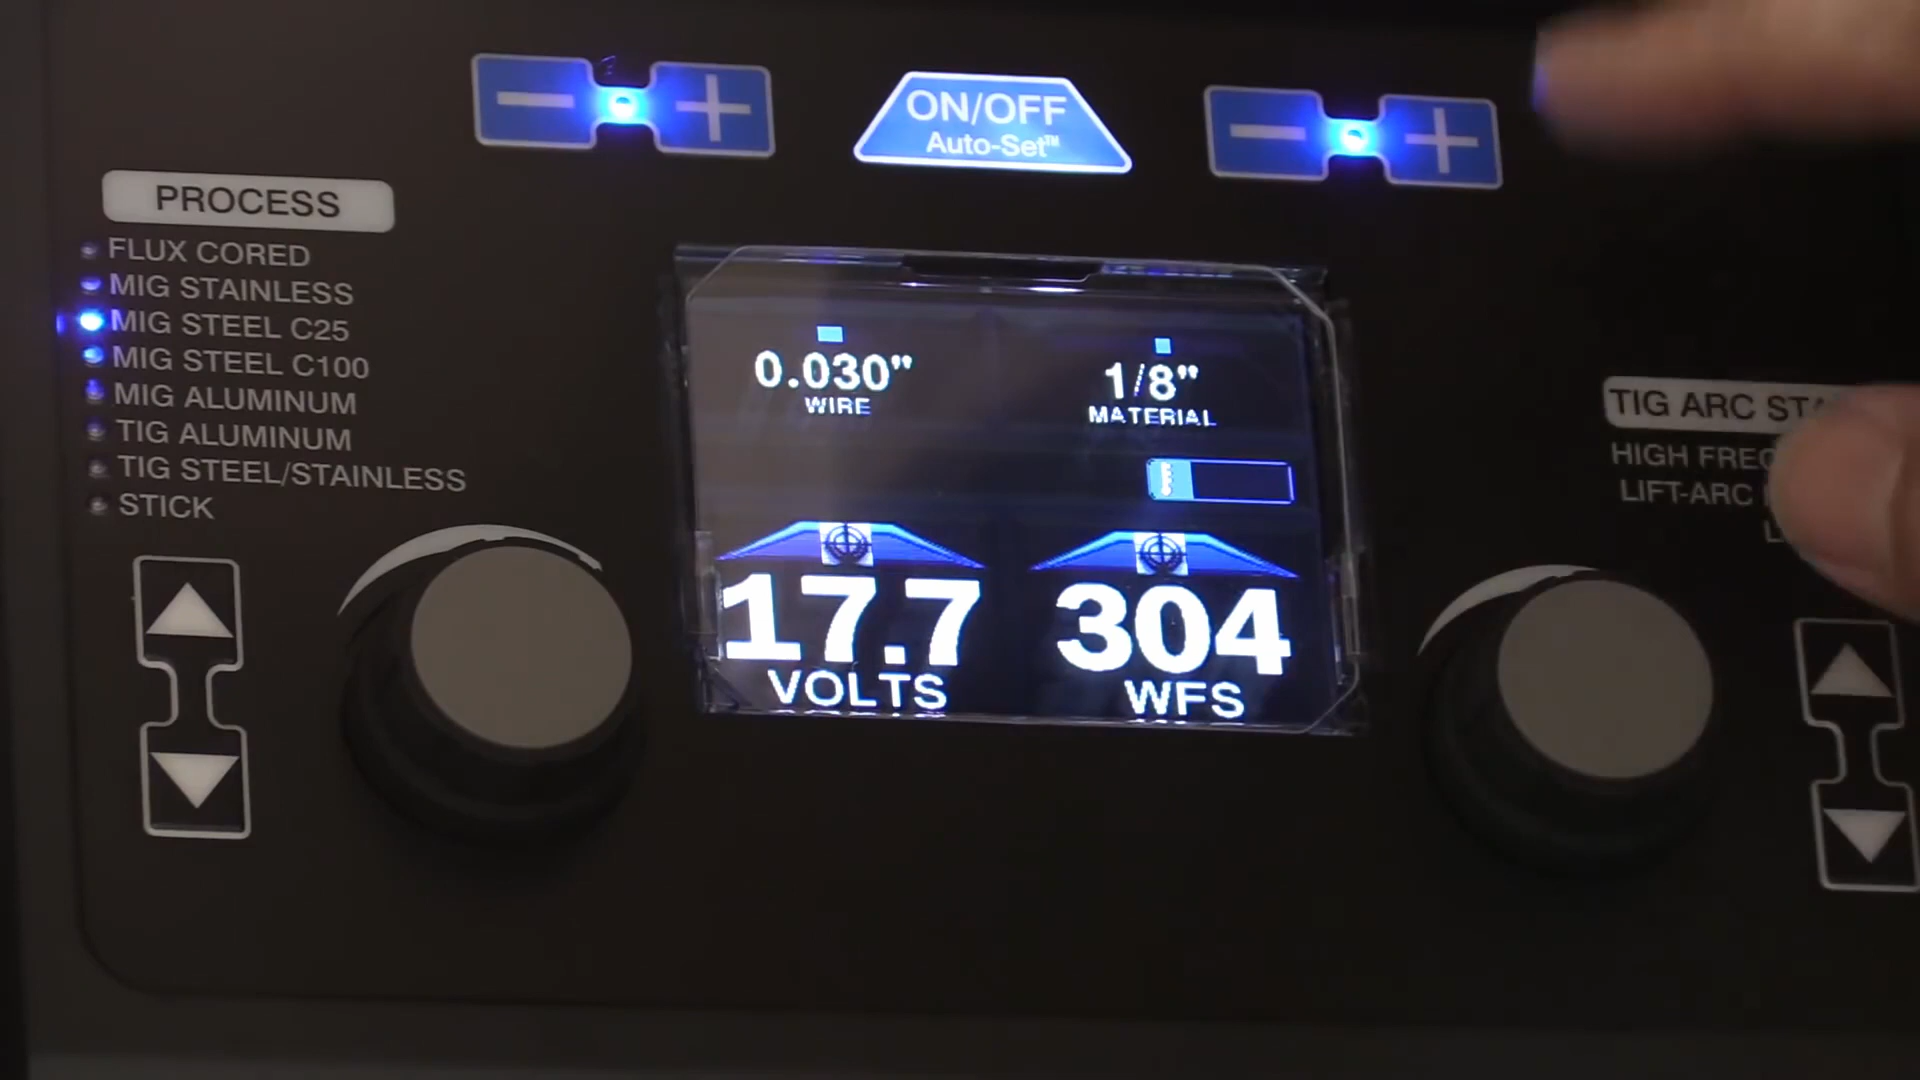 ON/OFF
Auto-Set™
PROCESS
FLUX CORED
MIG STAINLESS
MIG STEEL C25
MIG STEEL C100
MIG ALUMINUM
TIG ALUMINUM
TIG STEEL/STAINLESS
STICK
0.030"
WIRE
1/8"
MATERIAL
17.7
VOLTS
304
WFS
TIG ARC
HIGH
LIFT-ARC